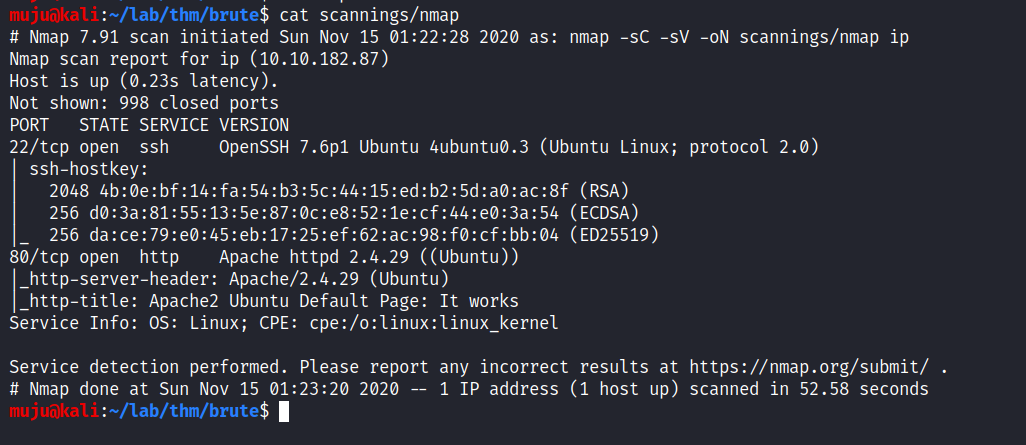 muju@kali:~/lab/thm/brute$ cat scannings/nmap
# Nmap 7.91 scan initiated Sun Nov 15 01:22:28 2020 as: nmap -sC -sV -oN scannings/nmap ip
Nmap scan report for ip (10.10.182.87)
Host is up (0.23s latency).
Not shown: 998 closed ports
PORT   STATE SERVICE VERSION
22/tcp open  ssh     OpenSSH 7.6p1 Ubuntu 4ubuntu0.3 (Ubuntu Linux; protocol 2.0)
| ssh-hostkey:
|   2048 4b:0e:bf:14:fa:54:b3:5c:44:15:ed:b2:5d:a0:ac:8f (RSA)
|   256 d0:3a:81:55:13:5e:87:0c:e8:52:1e:cf:44:e0:3a:54 (ECDSA)
|_  256 da:ce:79:e0:45:eb:17:25:ef:62:ac:98:f0:cf:bb:04 (ED25519)
80/tcp open  http    Apache httpd 2.4.29 ((Ubuntu))
|_http-server-header: Apache/2.4.29 (Ubuntu)
|_http-title: Apache2 Ubuntu Default Page: It works
Service Info: OS: Linux; CPE: cpe:/o:linux:linux_kernel
Service detection performed. Please report any incorrect results at https://nmap.org/submit/ .
# Nmap done at Sun Nov 15 01:23:20 2020 -- 1 IP address (1 host up) scanned in 52.58 seconds
muju@kali:~/lab/thm/brute$